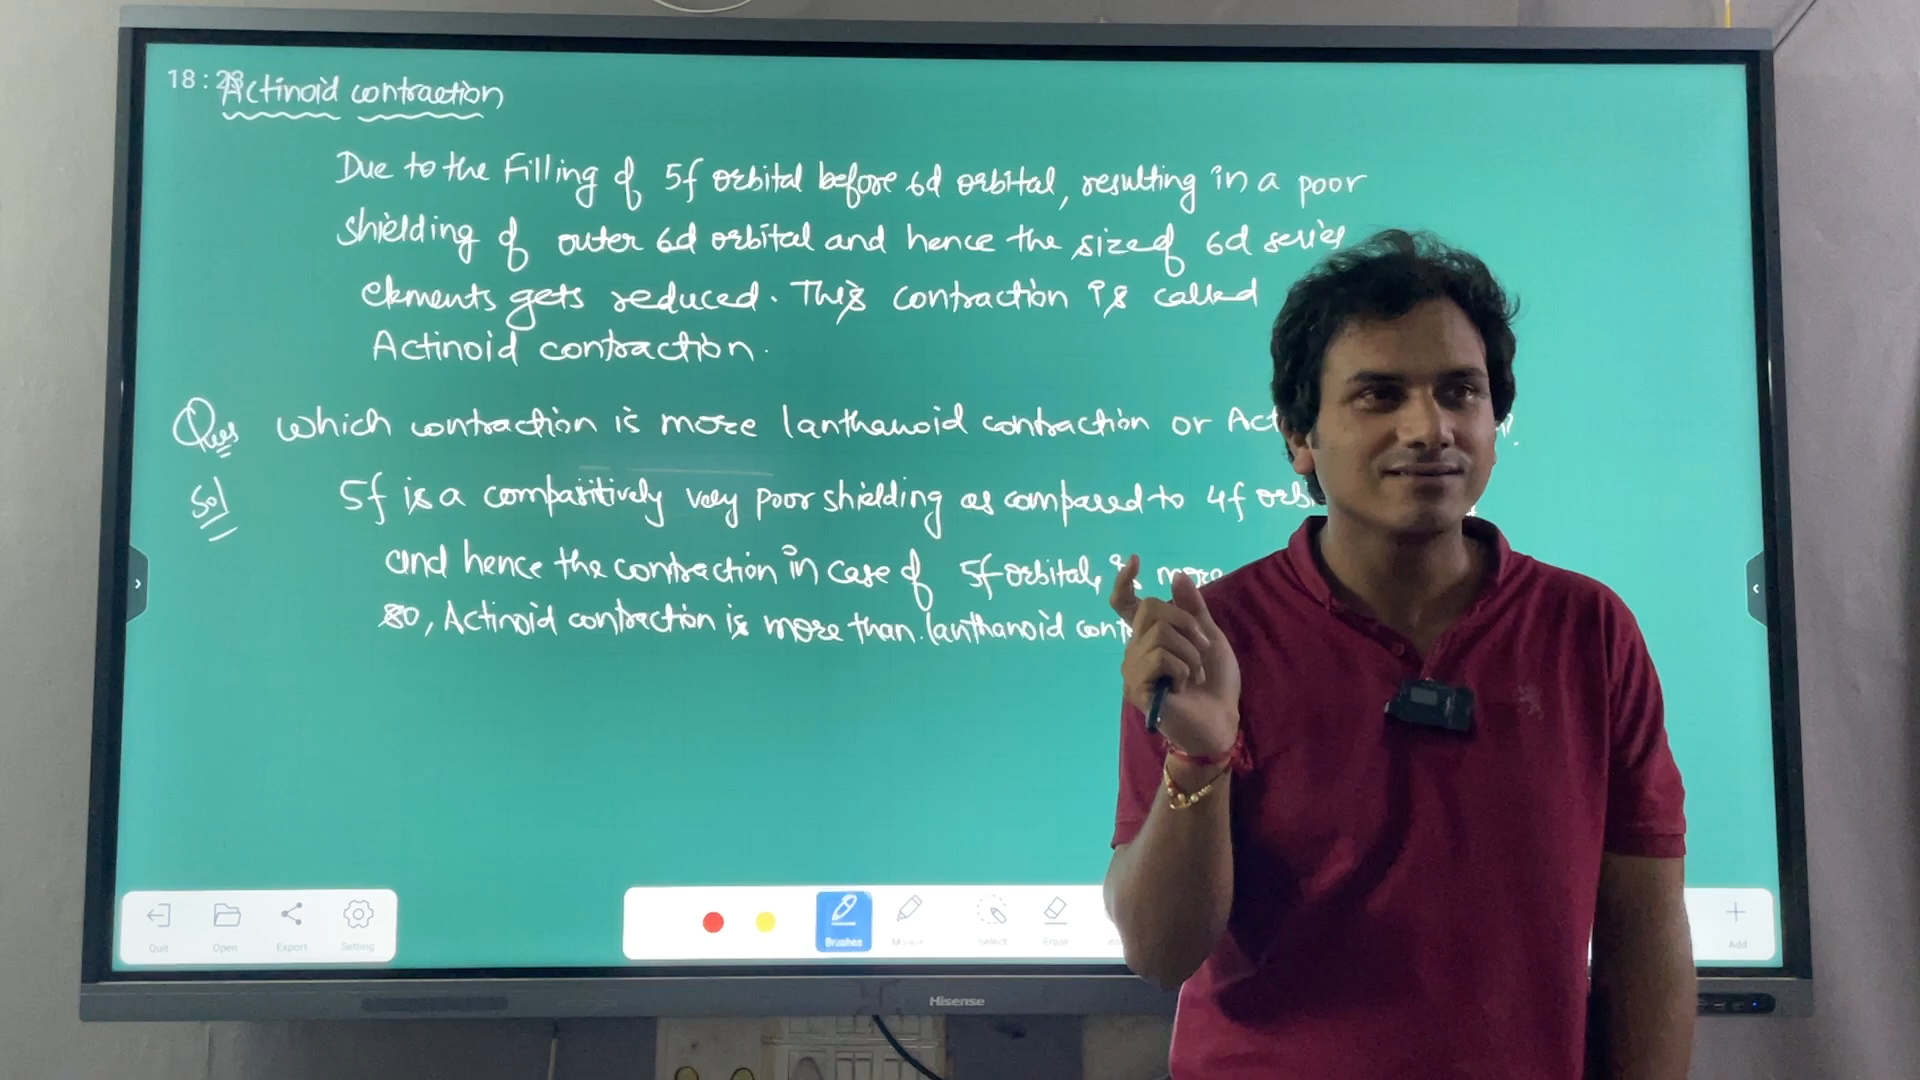 18:28
Actinoid contraction
Due to the Filling of 5f orbital before 6d orbital, resulting in a poor
shielding of outer 6d orbital and hence the size of 6d series
elements gets reduced. This contraction is called
Actinoid contraction.
Ques which contraction is more lanthanoid contraction or Act
Sol 5f is a comparitively very poor shielding as compared to 4f orbi
and hence the contraction in case of 5f orbital, is more
so, Actinoid contraction is more than lanthanoid cont
Quit Open Export Setting
Brushes Select Erase
Add
Hisense